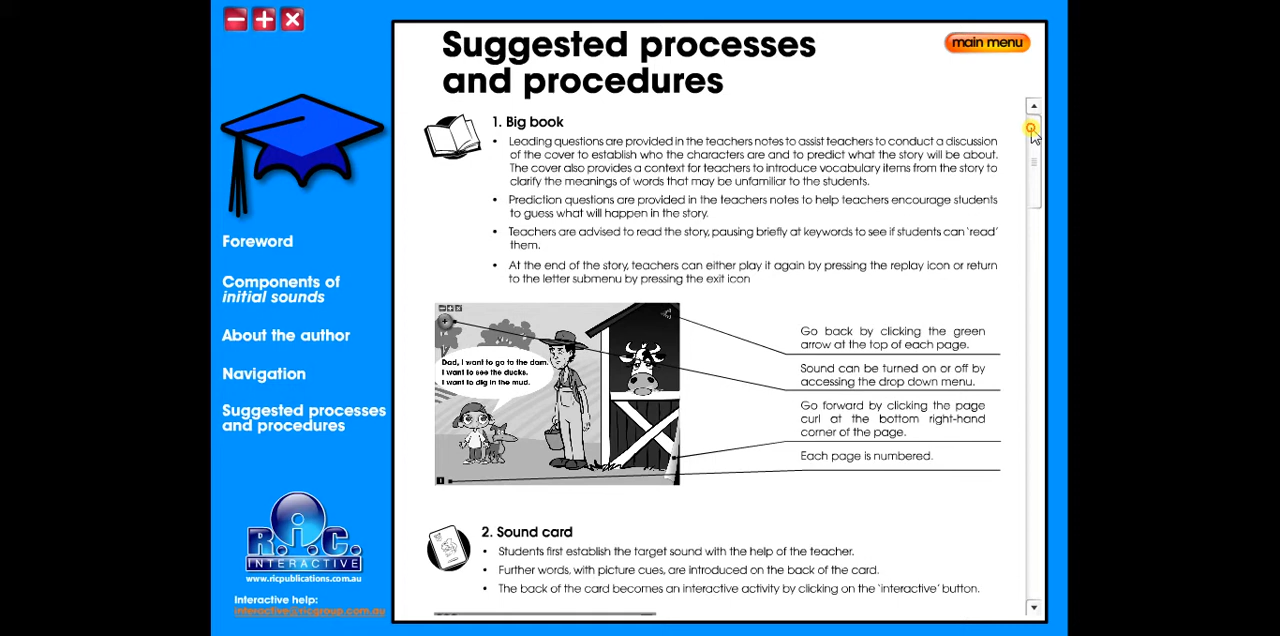 Suggested processes
and procedures
main menu
1. Big book
• Leading questions are provided in the teachers notes to assist teachers to conduct a discussion
of the cover to establish who the characters are and to predict what the story will be about.
The cover also provides a context for teachers to introduce vocabulary items from the story to
clarify the meanings of words that may be unfamiliar to the students.
• Prediction questions are provided in the teachers notes to help teachers encourage students
to guess what will happen in the story.
• Teachers are advised to read the story, pausing briefly at keywords to see if students can 'read'
them.
• At the end of the story, teachers can either play it again by pressing the replay icon or return
to the letter submenu by pressing the exit icon
Dad, I want to go to the dam.
I want to see the ducks.
I want to dig in the mud.
1
Go back by clicking the green
arrow at the top of each page.
Sound can be turned on or off by
accessing the drop down menu.
Go forward by clicking the page
curl at the bottom right-hand
corner of the page.
Each page is numbered.
2. Sound card
• Students first establish the target sound with the help of the teacher.
• Further words, with picture cues, are introduced on the back of the card.
• The back of the card becomes an interactive activity by clicking on the 'interactive' button.
Foreword
Components of
initial sounds
About the author
Navigation
Suggested processes
and procedures
R.I.C.
INTERACTIVE
www.ricpublications.com.au
Interactive help:
interactive@ricgroup.com.au